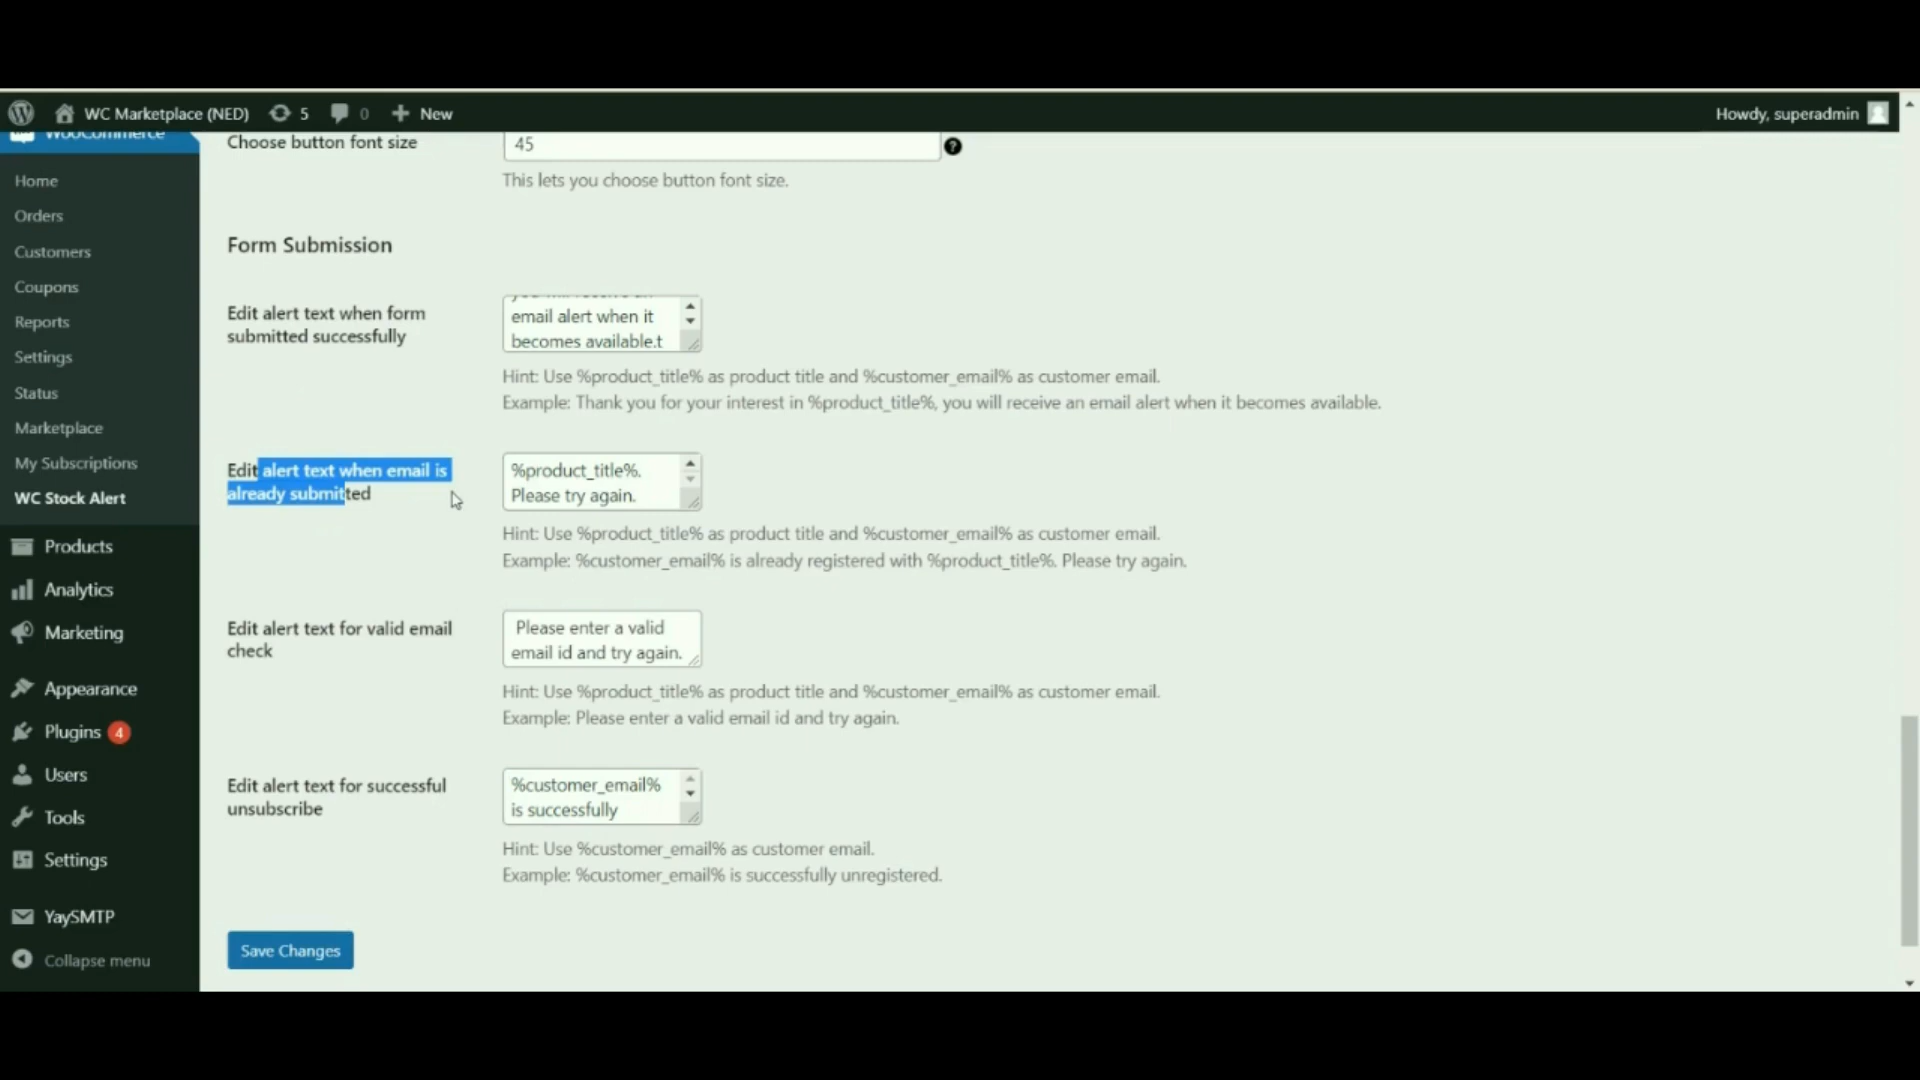 WC Marketplace (NED) 5 0 New Howdy, superadmin
WooCommerce
Home
Orders
Customers
Coupons
Reports
Settings
Status
Marketplace
My Subscriptions
WC Stock Alert
Products
Analytics
Marketing
Appearance
Plugins 4
Users
Tools
Settings
YaySMTP
Collapse menu
Choose button font size
45
This lets you choose button font size.
Form Submission
Edit alert text when form
submitted successfully
you will receive an
email alert when it
becomes available.t
Hint: Use %product_title% as product title and %customer_email% as customer email.
Example: Thank you for your interest in %product_title%, you will receive an email alert when it becomes available.
Edit alert text when email is
already submitted
%product_title%.
Please try again.
Hint: Use %product_title% as product title and %customer_email% as customer email.
Example: %customer_email% is already registered with %product_title%. Please try again.
Edit alert text for valid email
check
Please enter a valid
email id and try again.
Hint: Use %product_title% as product title and %customer_email% as customer email.
Example: Please enter a valid email id and try again.
Edit alert text for successful
unsubscribe
%customer_email%
is successfully
Hint: Use %customer_email% as customer email.
Example: %customer_email% is successfully unregistered.
Save Changes